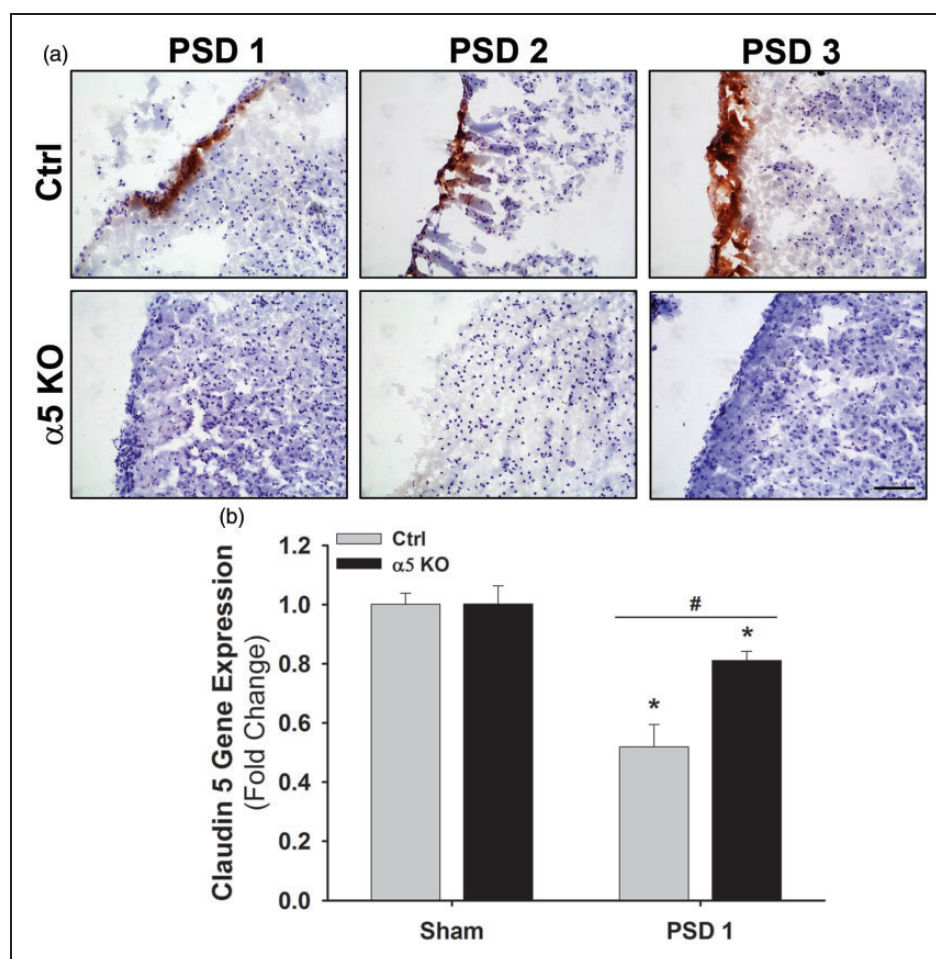 (a) PSD 1 PSD 2 PSD 3
Ctrl
α5 KO
(b)
Ctrl
α5 KO
Claudin 5 Gene Expression
(Fold Change)
1.2
1.0
0.8
0.6
0.4
0.2
0.0
#
*
*
Sham PSD 1